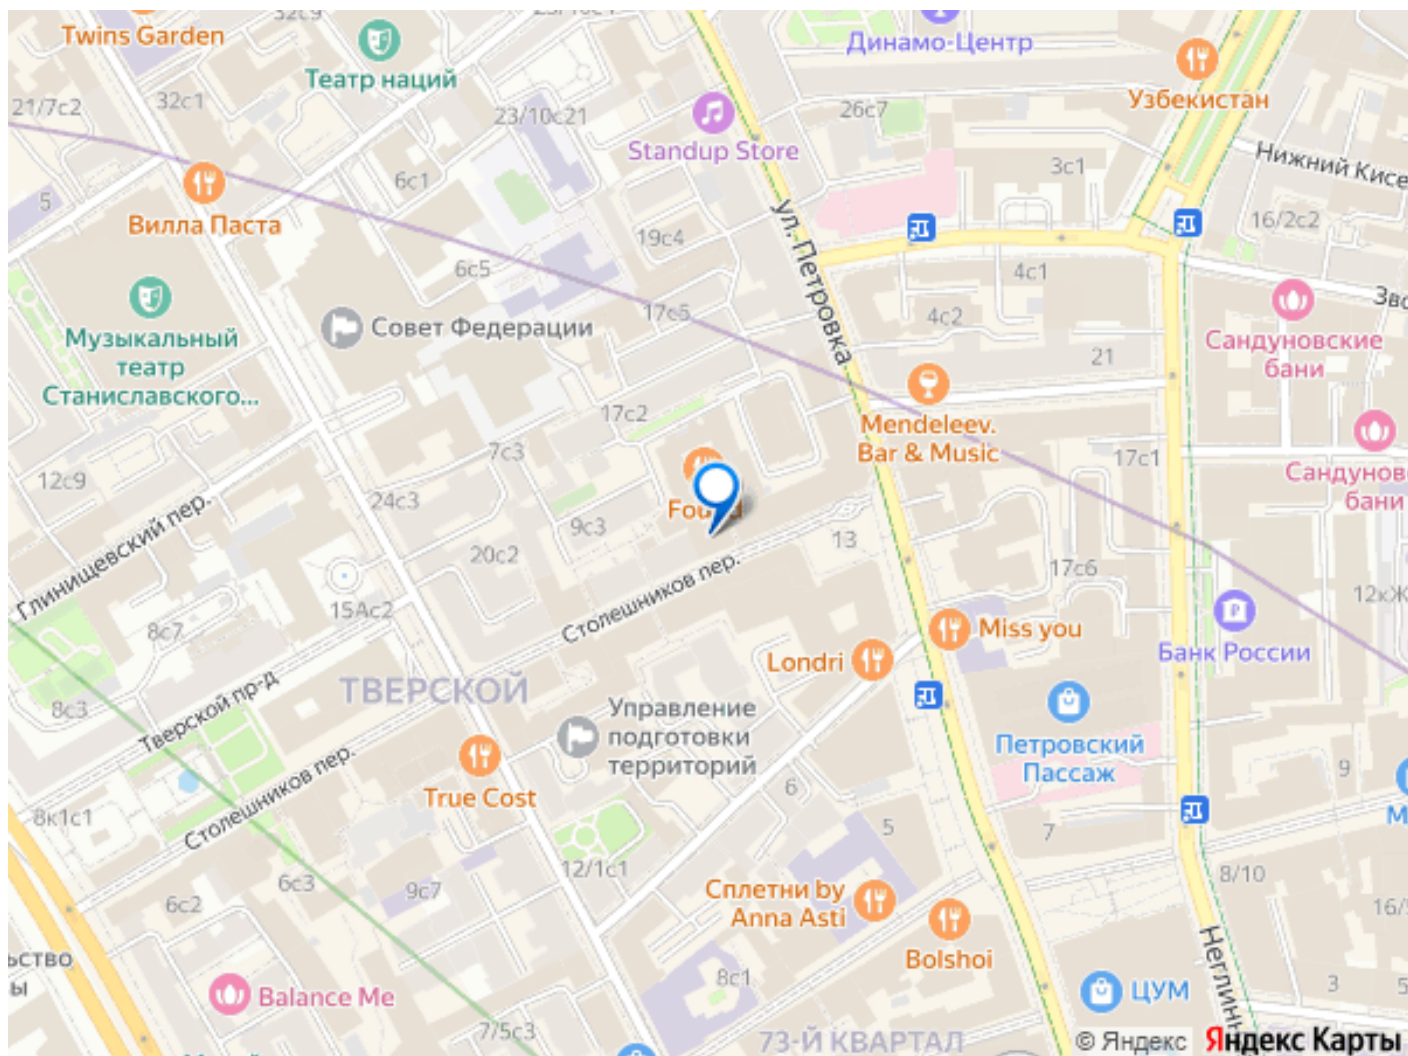 Twins Garden
Театр наций
Динамо-Центр
Узбекистан
21/7с2
32с1
23/10с21
26с7
Standup Store
Нижний Кисе
3с1
6с1
5
Вилла Паста
ул. Петровка
16/2с2
19с4
6с5
4с1
Зво
Музыкальный
театр
Станиславского...
Совет Федерации
17с5
4с2
Сандуновские
бани
21
17с2
Mendeleev.
Bar & Music
7с3
17с1
12с9
24с3
Сандуновс
бани
9с3
13
20с2
Столешников пер.
17с6
Глинищевский пер.
15Ас2
8с7
12кЖ
Miss you
Банк России
Londri
ТВЕРСКОЙ
8с3
Тверской пр-д
Управление
подготовки
территорий
Петровский
Пассаж
9
Столешников пер.
True Cost
6
8к1с1
5
7
12/1с1
8/10
6с3
9с7
6с2
Сплетни by
Anna Asti
16/
Bolshoi
Неглинн
ьство
ы
8с1
Balance Me
ЦУМ
3
5
7/5с3
73-Й КВАРТАЛ
© Яндекс Яндекс Карты